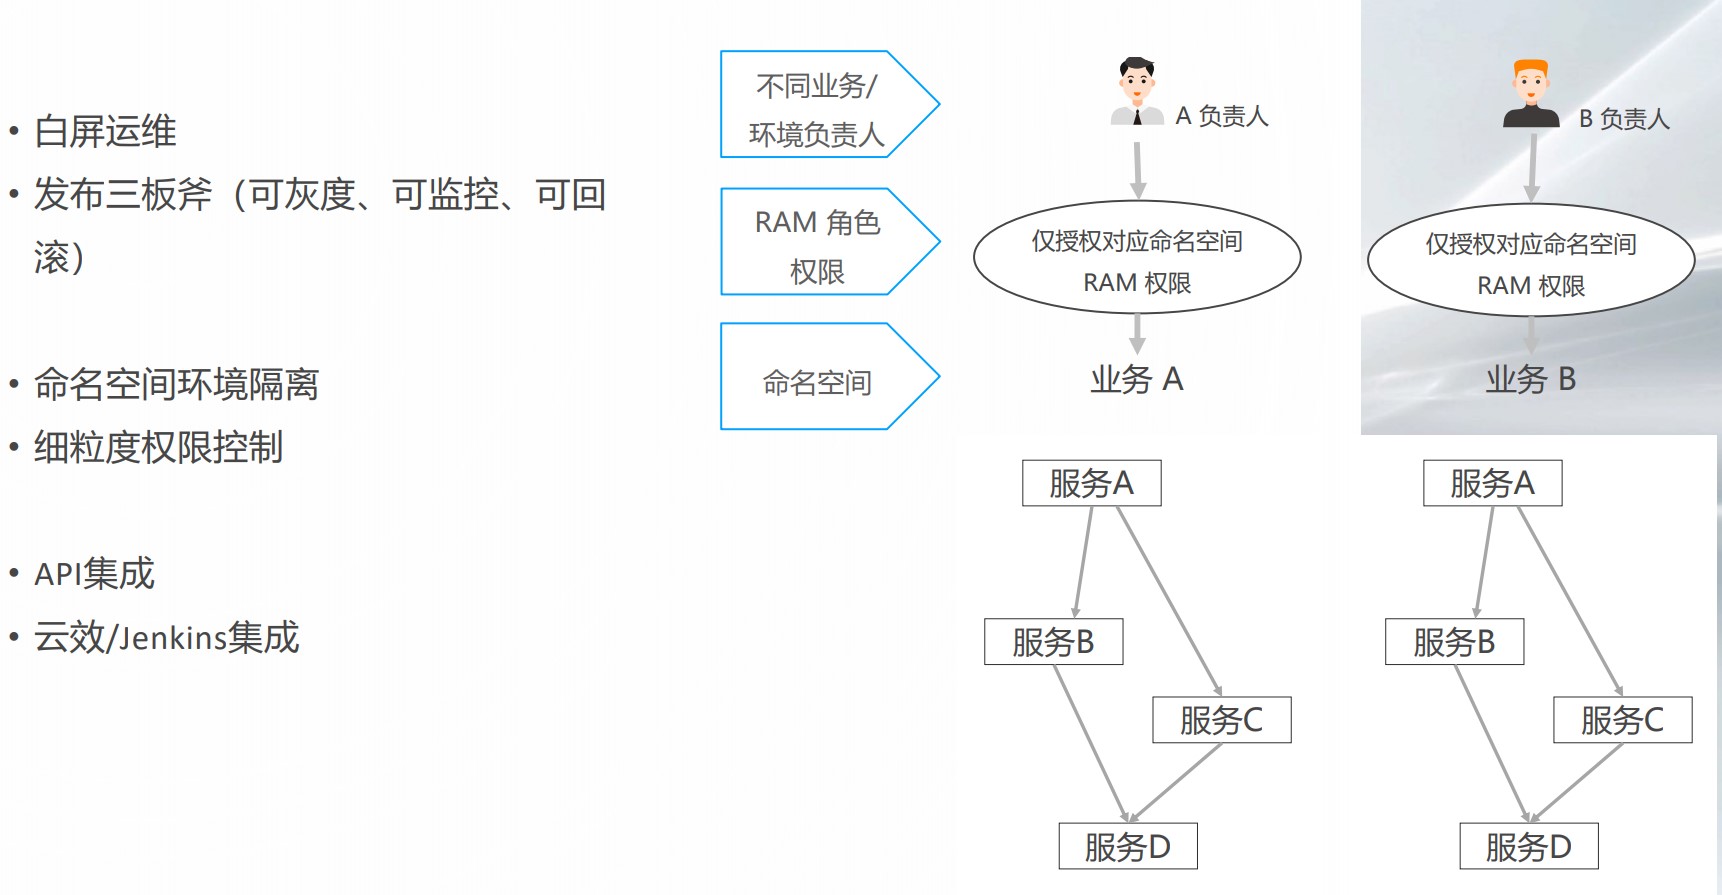 • 白屏运维
• 发布三板斧（可灰度、可监控、可回
滚）
• 命名空间环境隔离
• 细粒度权限控制
• API集成
• 云效/Jenkins集成
不同业务/
环境负责人
RAM 角色
权限
命名空间
A 负责人
仅授权对应命名空间
RAM 权限
业务 A
服务A
服务B
服务C
服务D
B 负责人
仅授权对应命名空间
RAM 权限
业务 B
服务A
服务B
服务C
服务D